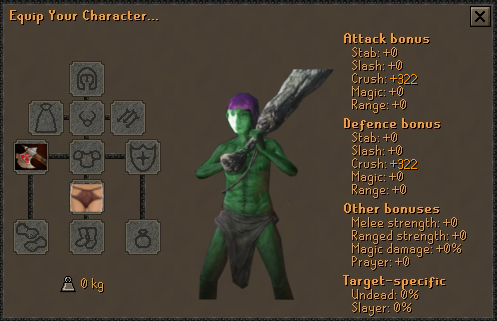 Equip Your Character...
Attack bonus
Stab: +0
Slash: +0
Crush: +322
Magic: +0
Range: +0
Defence bonus
Stab: +0
Slash: +0
Crush: +322
Magic: +0
Range: +0
Other bonuses
Melee strength: +0
Ranged strength: +0
Magic damage: +0%
Prayer: +0
Target-specific
Undead: 0%
Slayer: 0%
0 kg